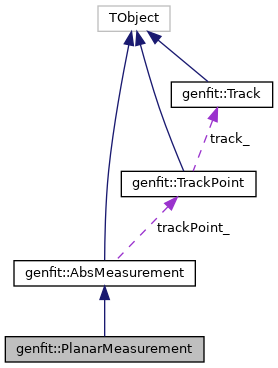 TObject
genfit::Track
track_
genfit::TrackPoint
trackPoint_
genfit::AbsMeasurement
genfit::PlanarMeasurement